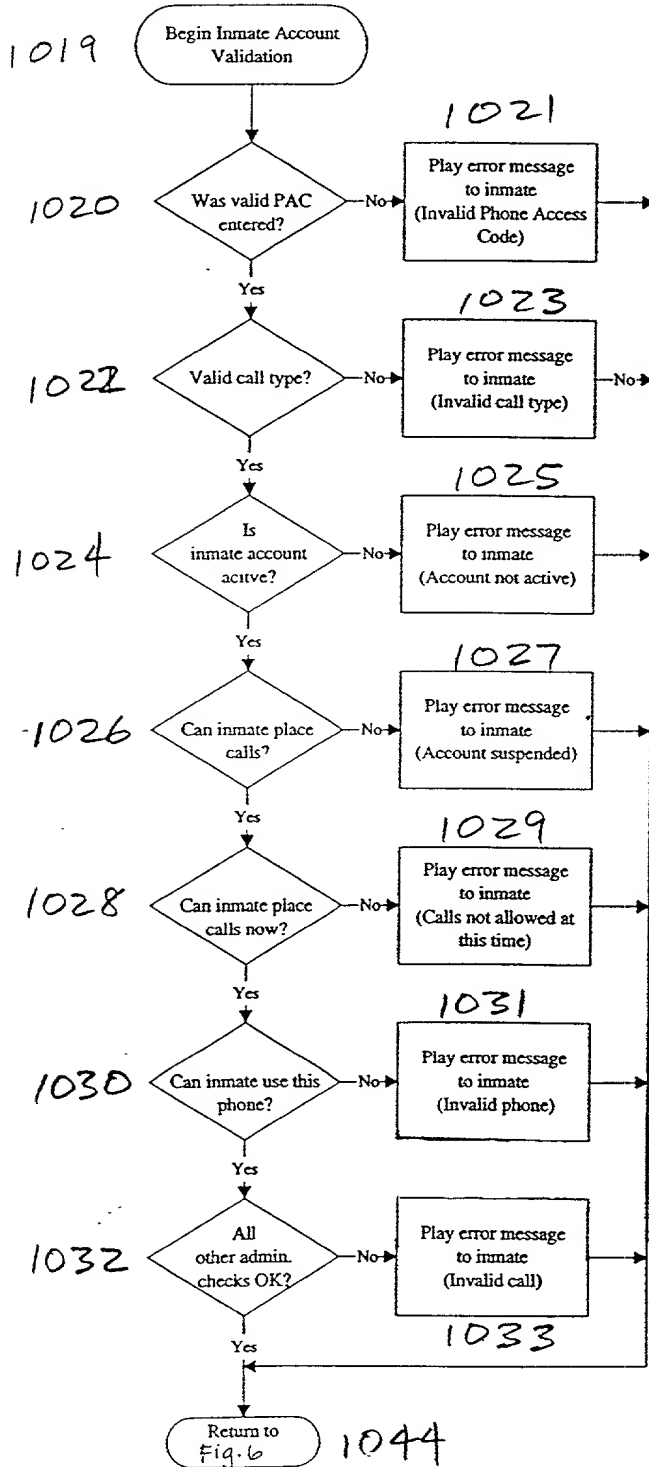 1019
Begin Inmate Account
Validation
1021
1020
Was valid PAC
entered?
No
Play error message
to inmate
(Invalid Phone Access
Code)
Yes
1023
1022
Valid call type?
No
Play error message
to inmate
(Invalid call type)
No
Yes
1025
1024
Is
inmate account
acitve?
No
Play error message
to inmate
(Account not active)
Yes
1027
1026
Can inmate place
calls?
No
Play error message
to inmate
(Account suspended)
Yes
1029
1028
Can inmate place
calls now?
No
Play error message
to inmate
(Calls not allowed at
this time)
Yes
1031
1030
Can inmate use this
phone?
No
Play error message
to inmate
(Invalid phone)
Yes
1032
All
other admin.
checks OK?
No
Play error message
to inmate
(Invalid call)
1033
Yes
Return to
Fig. 6
1044